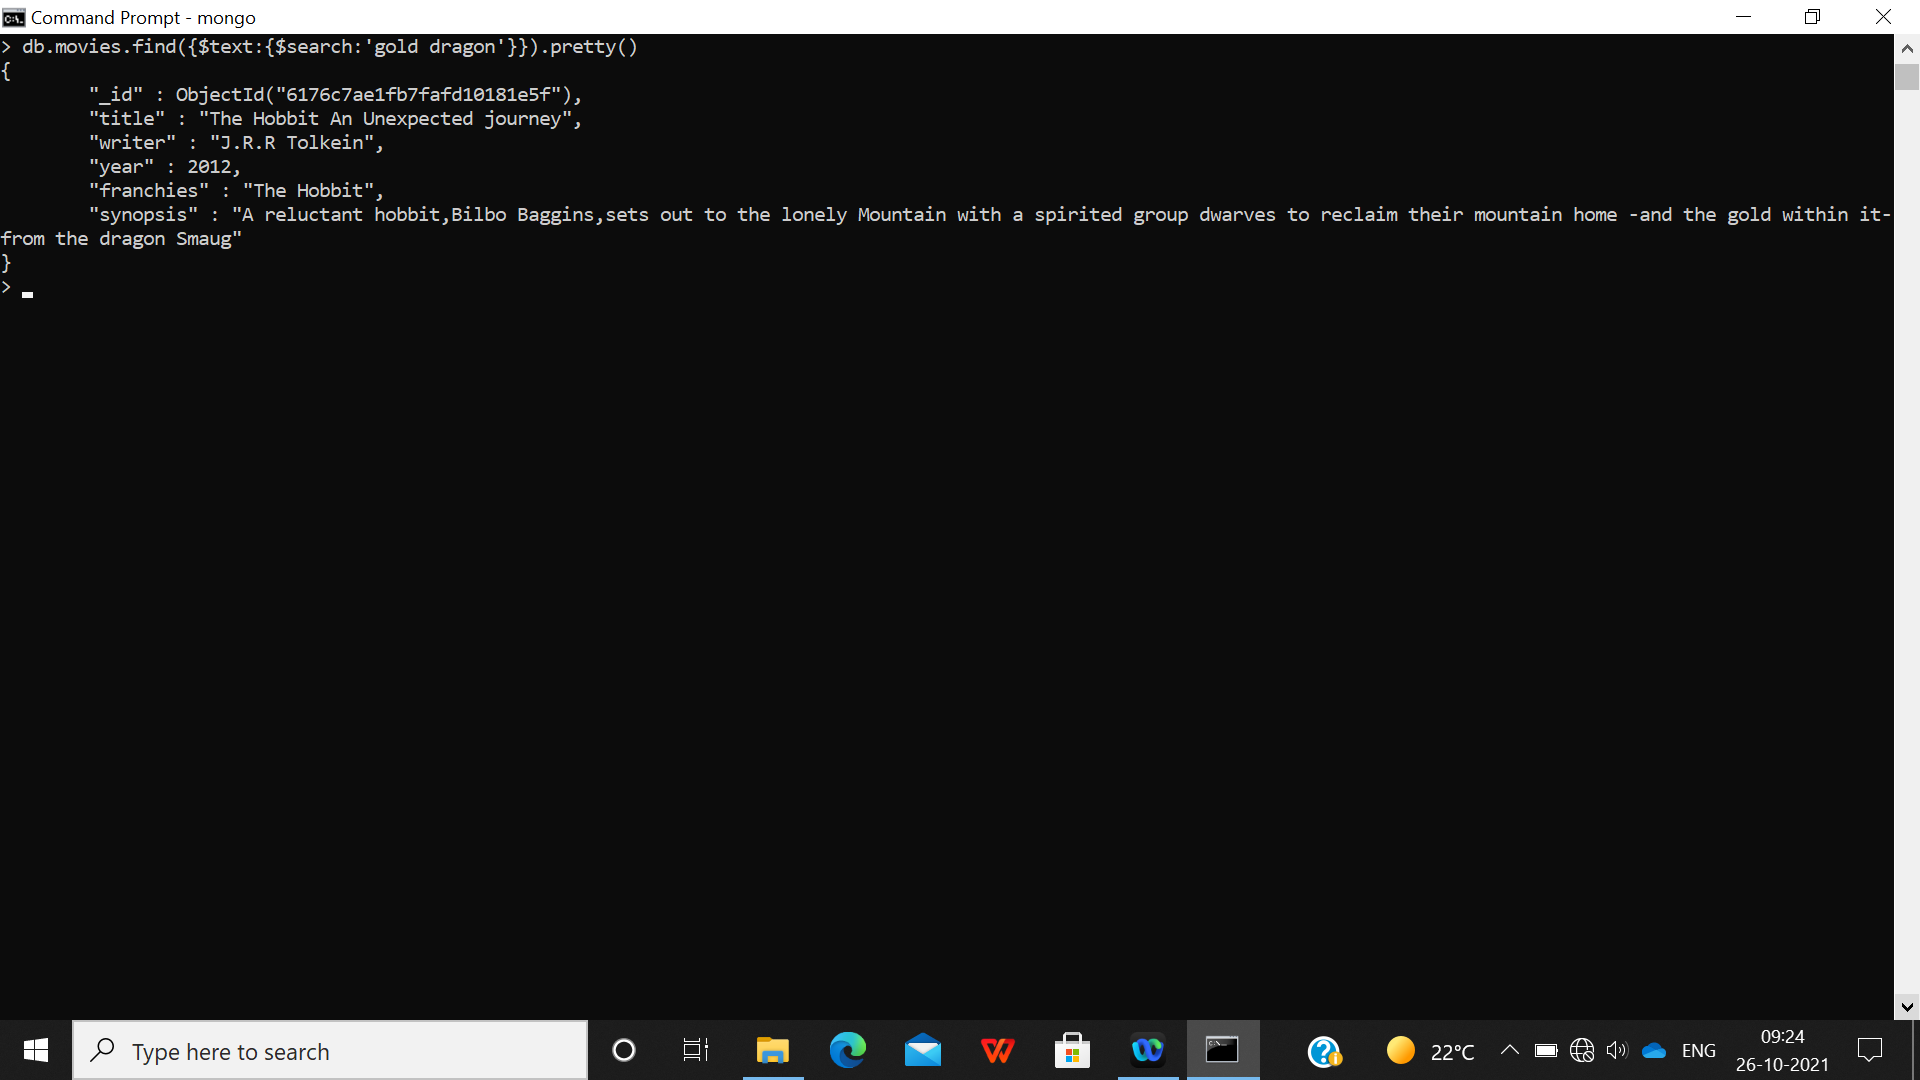 Command Prompt - mongo
> db.movies.find({$text:{$search:'gold dragon'}}).pretty()
{
        "_id" : ObjectId("6176c7ae1fb7fafd10181e5f"),
        "title" : "The Hobbit An Unexpected journey",
        "writer" : "J.R.R Tolkein",
        "year" : 2012,
        "franchies" : "The Hobbit",
        "synopsis" : "A reluctant hobbit,Bilbo Baggins,sets out to the lonely Mountain with a spirited group dwarves to reclaim their mountain home -and the gold within it-
from the dragon Smaug"
}
>
Type here to search
22°C
ENG
09:24
26-10-2021